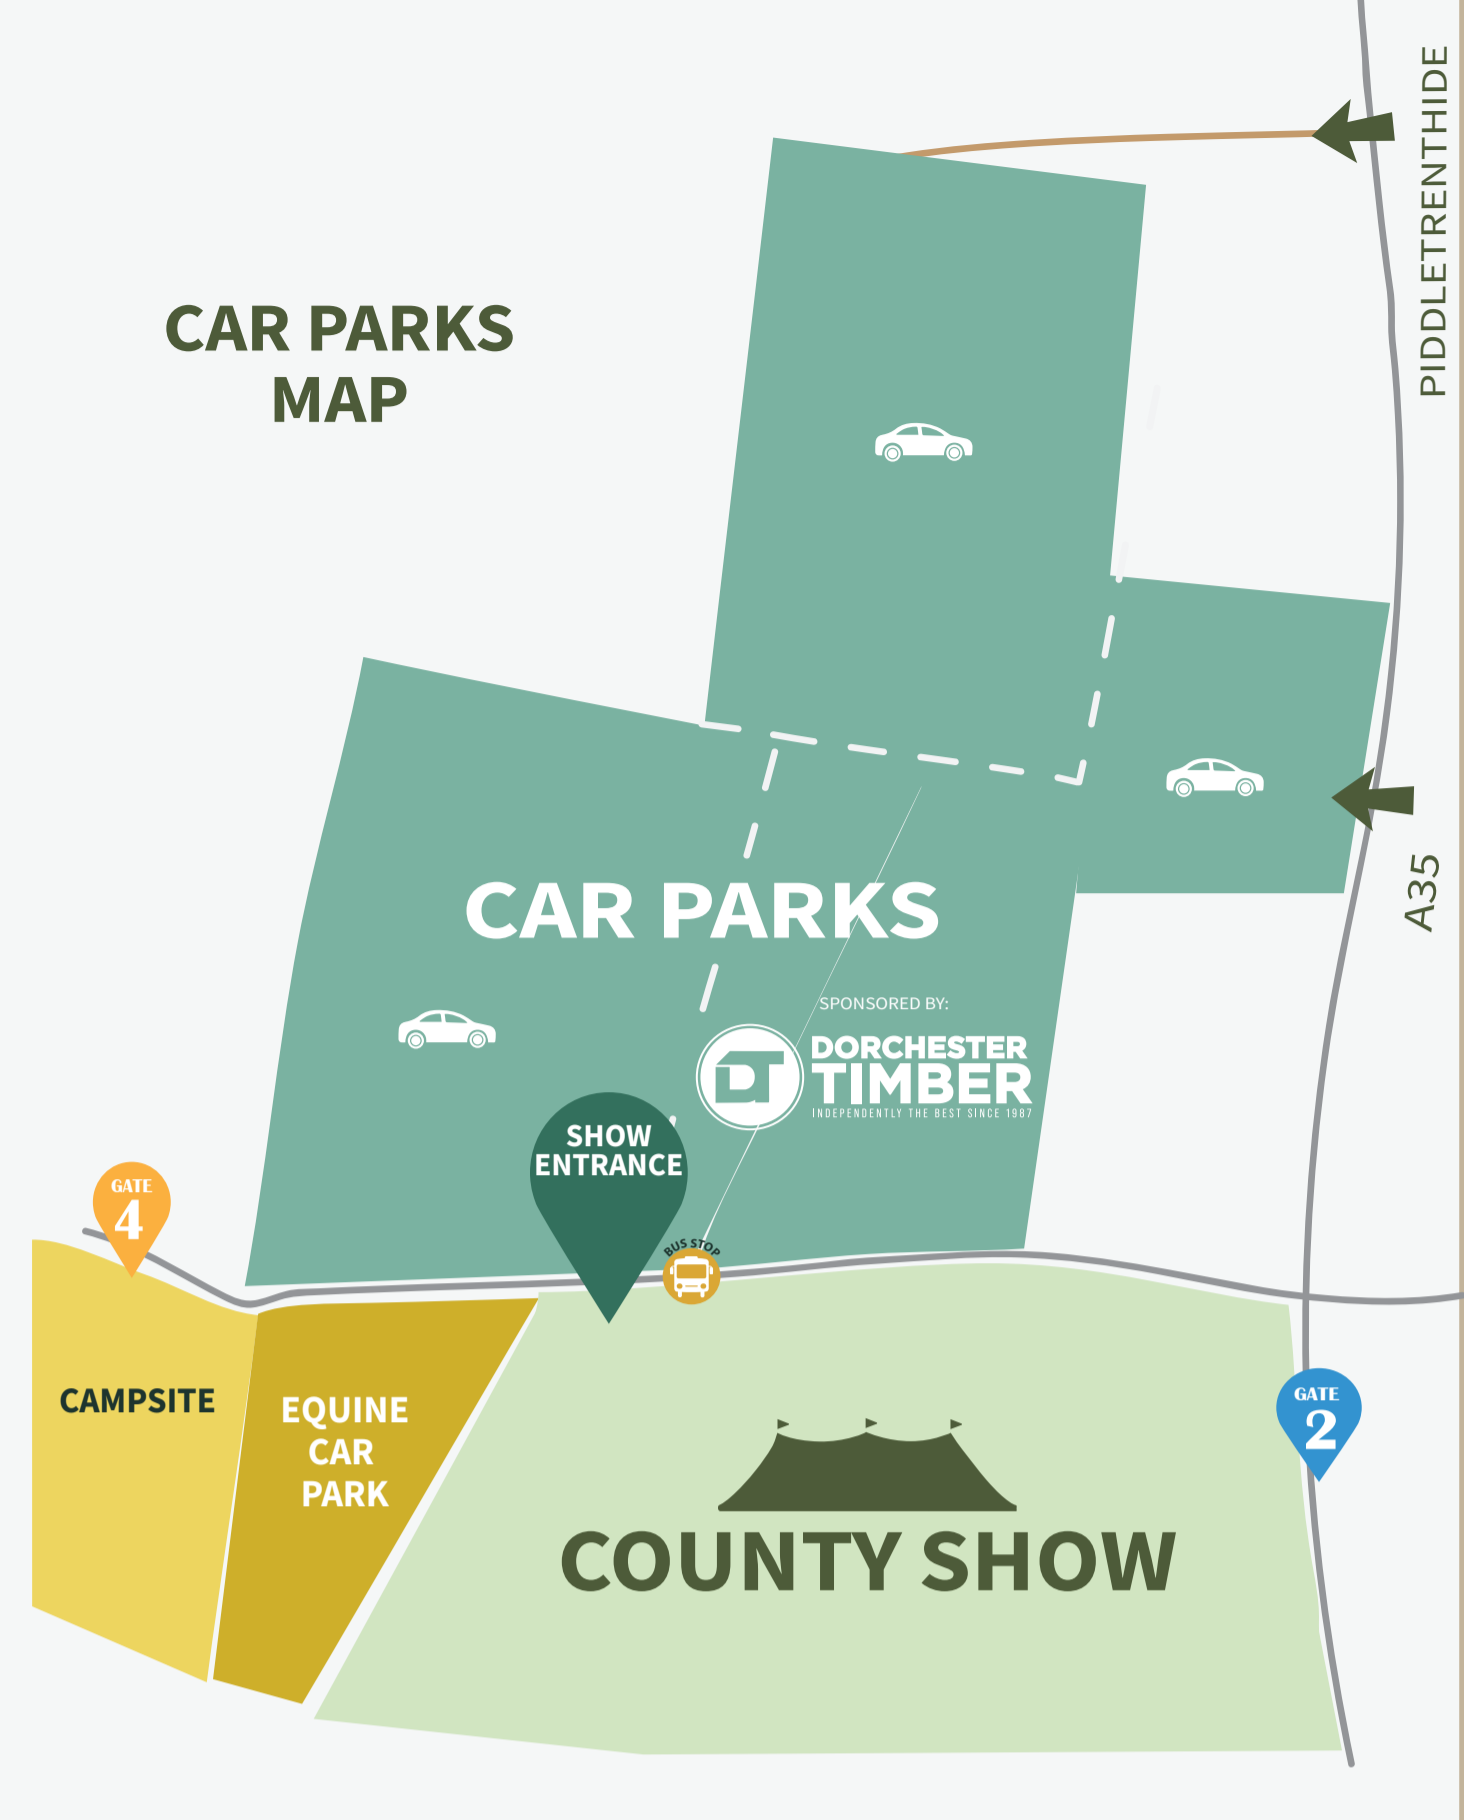 PIDDLETRENTHIDE
CAR PARKS
MAP
A35
CAR PARKS
SPONSORED BY:
DT
DORCHESTER
TIMBER
INDEPENDENTLY THE BEST SINCE 1987
SHOW
ENTRANCE
GATE
4
BUS STOP
CAMPSITE
EQUINE
CAR
PARK
GATE
2
COUNTY SHOW